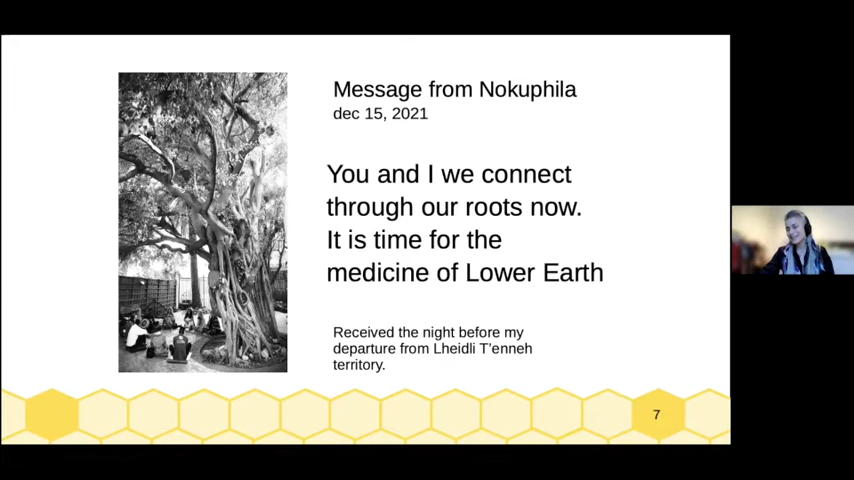 Message from Nokuphila
dec 15, 2021
You and I we connect
through our roots now.
It is time for the
medicine of Lower Earth
Received the night before my
departure from Lheidli T'enneh
territory.
7